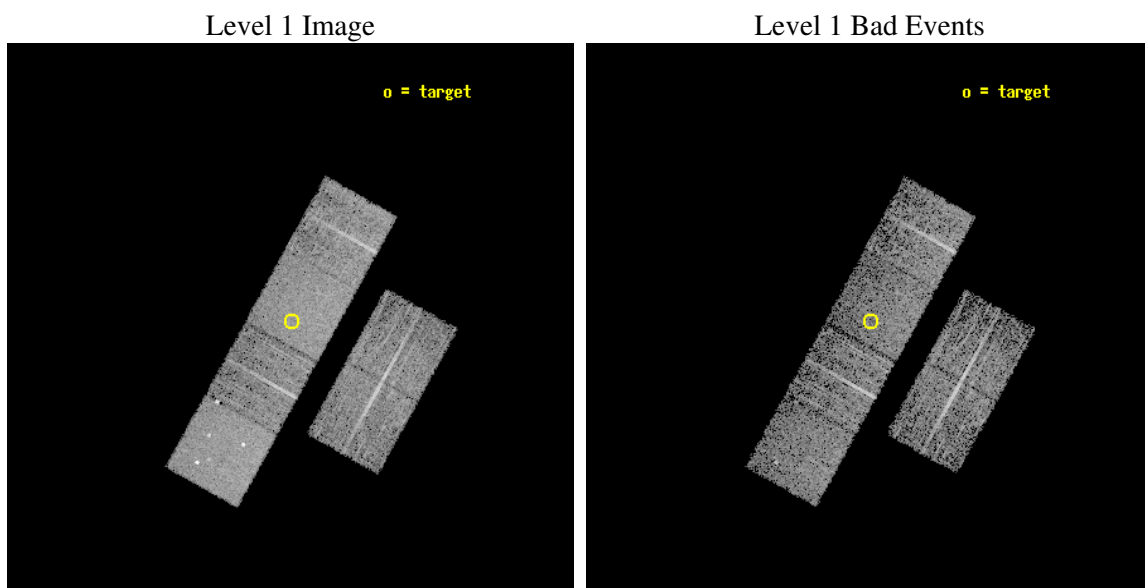 Level 1 Image
Level 1 Bad Events
o = target
o = target